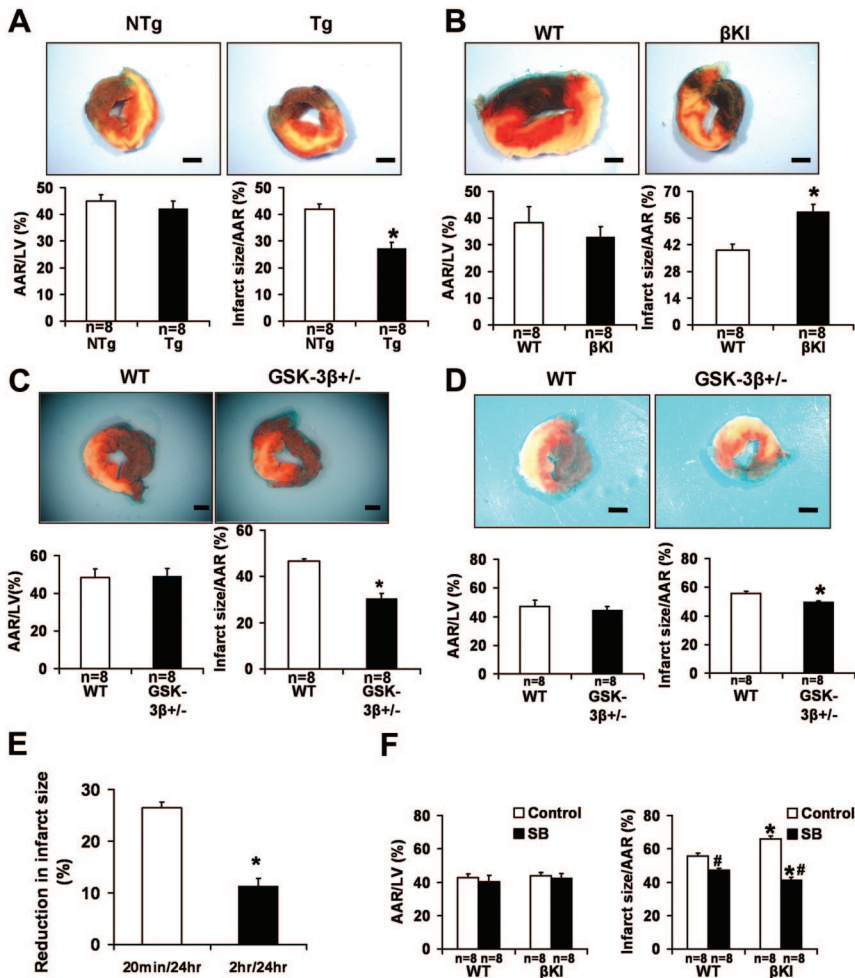 A
NTg
Tg
AAR/LV (%)
50
40
30
20
10
0
n=8 n=8
NTg Tg
Infarct size/AAR (%)
50
40
30
20
10
0
n=8 n=8
NTg Tg
*
B
WT
βKI
AAR/LV (%)
50
40
30
20
10
0
n=8 n=8
WT βKI
Infarct size/AAR (%)
70
56
42
28
14
0
n=8 n=8
WT βKI
*
C
WT
GSK-3β+/-
AAR/LV(%)
60
40
20
0
n=8 n=8
WT GSK-
3β+/-
Infarct size/AAR (%)
60
40
20
0
n=8 n=8
WT GSK-
3β+/-
*
D
WT
GSK-3β+/-
AAR/LV (%)
80
60
40
20
0
n=8 n=8
WT GSK-
3β+/-
Infarct size/AAR (%)
80
60
40
20
0
n=8 n=8
WT GSK-
3β+/-
*
E
Reduction in infarct size
(%)
30
20
10
0
20min/24hr 2hr/24hr
*
F
AAR/LV (%)
80
60
40
20
0
Control
SB
n=8 n=8 n=8 n=8
WT βKI
Infarct size/AAR (%)
80
60
40
20
0
Control
SB
#
*
*#
n=8 n=8 n=8 n=8
WT βKI